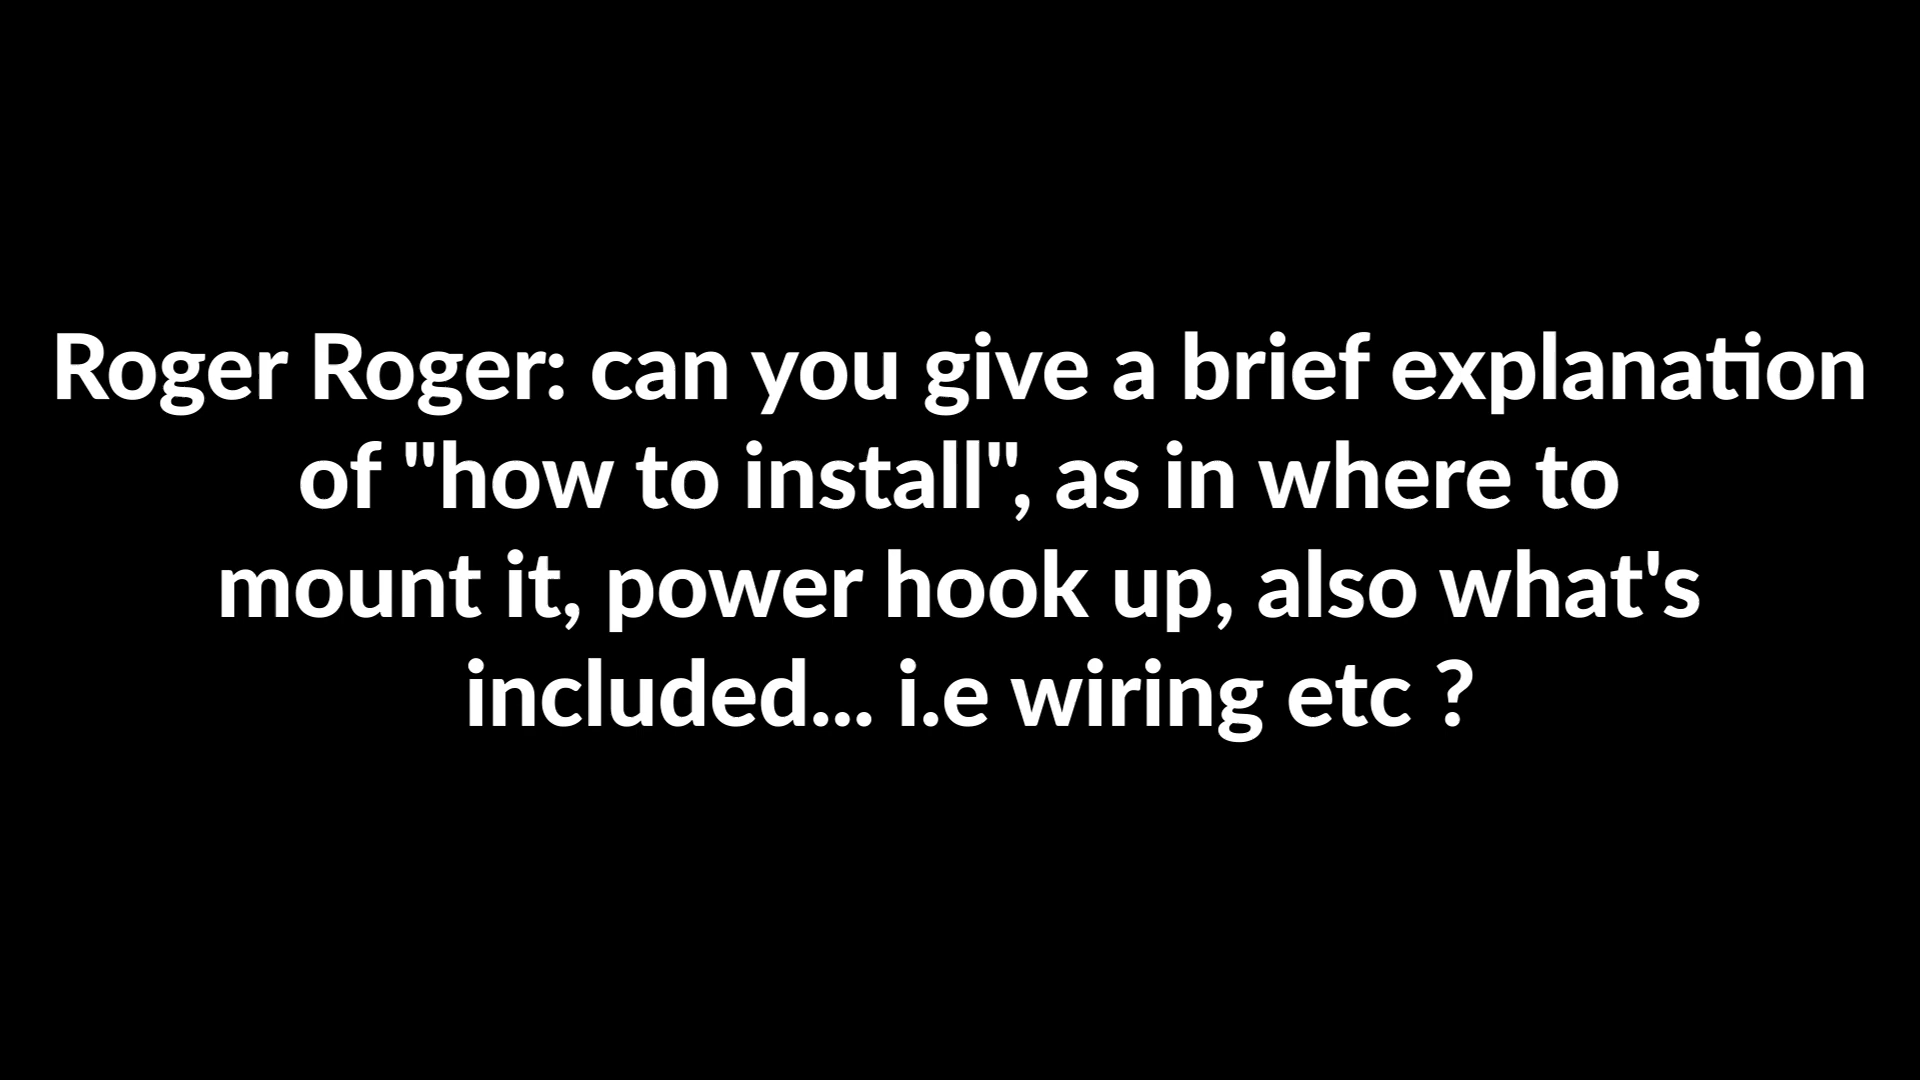 Roger Roger: can you give a brief explanation
of "how to install", as in where to
mount it, power hook up, also what's
included... i.e wiring etc ?